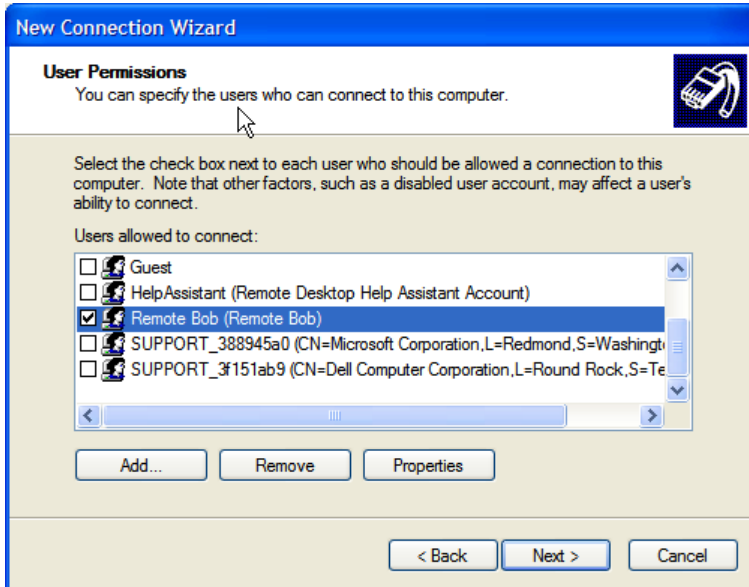 New Connection Wizard
User Permissions
You can specify the users who can connect to this computer.
Select the check box next to each user who should be allowed a connection to this
computer. Note that other factors, such as a disabled user account, may affect a user's
ability to connect.
Users allowed to connect:
Guest
HelpAssistant (Remote Desktop Help Assistant Account)
Remote Bob (Remote Bob)
SUPPORT_388945a0 (CN=Microsoft Corporation,L=Redmond,S=Washingt
SUPPORT_3f151ab9 (CN=Dell Computer Corporation,L=Round Rock,S=Te
Add... Remove Properties
< Back Next > Cancel